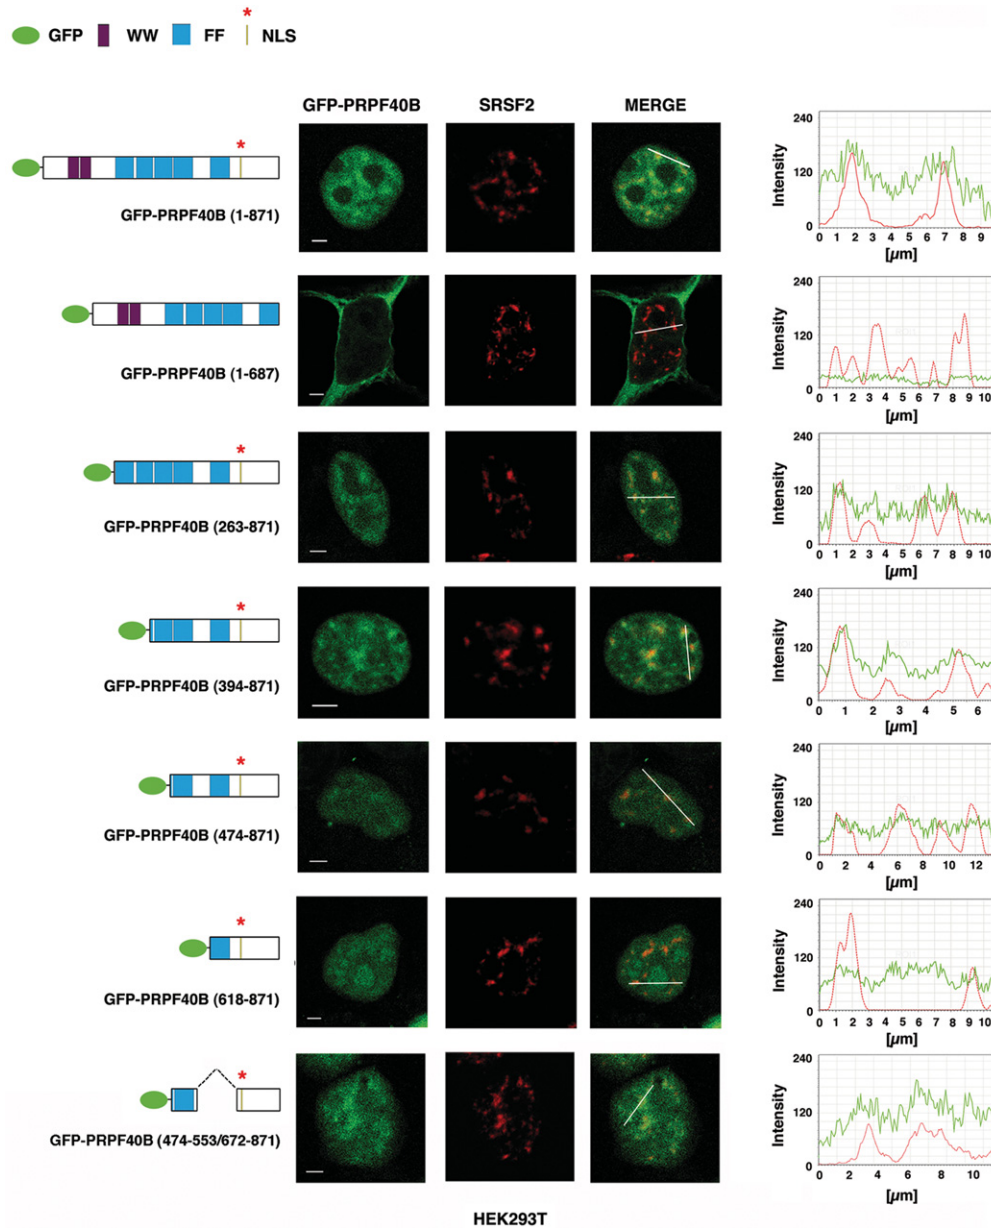 *
GFP WW FF NLS
GFP-PRPF40B SRSF2 MERGE
*
GFP-PRPF40B (1-871)
Intensity
240
120
0
0 1 2 3 4 5 6 7 8 9
[µm]
GFP-PRPF40B (1-687)
Intensity
240
120
0
0 1 2 3 4 5 6 7 8 9 10
[µm]
*
GFP-PRPF40B (263-871)
Intensity
240
120
0
0 1 2 3 4 5 6 7 8 9 10
[µm]
*
GFP-PRPF40B (394-871)
Intensity
240
120
0
0 1 2 3 4 5 6
[µm]
*
GFP-PRPF40B (474-871)
Intensity
240
120
0
0 2 4 6 8 10 12
[µm]
*
GFP-PRPF40B (618-871)
Intensity
240
120
0
0 1 2 3 4 5 6 7 8 9 10
[µm]
*
GFP-PRPF40B (474-553/672-871)
Intensity
240
120
0
0 2 4 6 8 10
[µm]
HEK293T